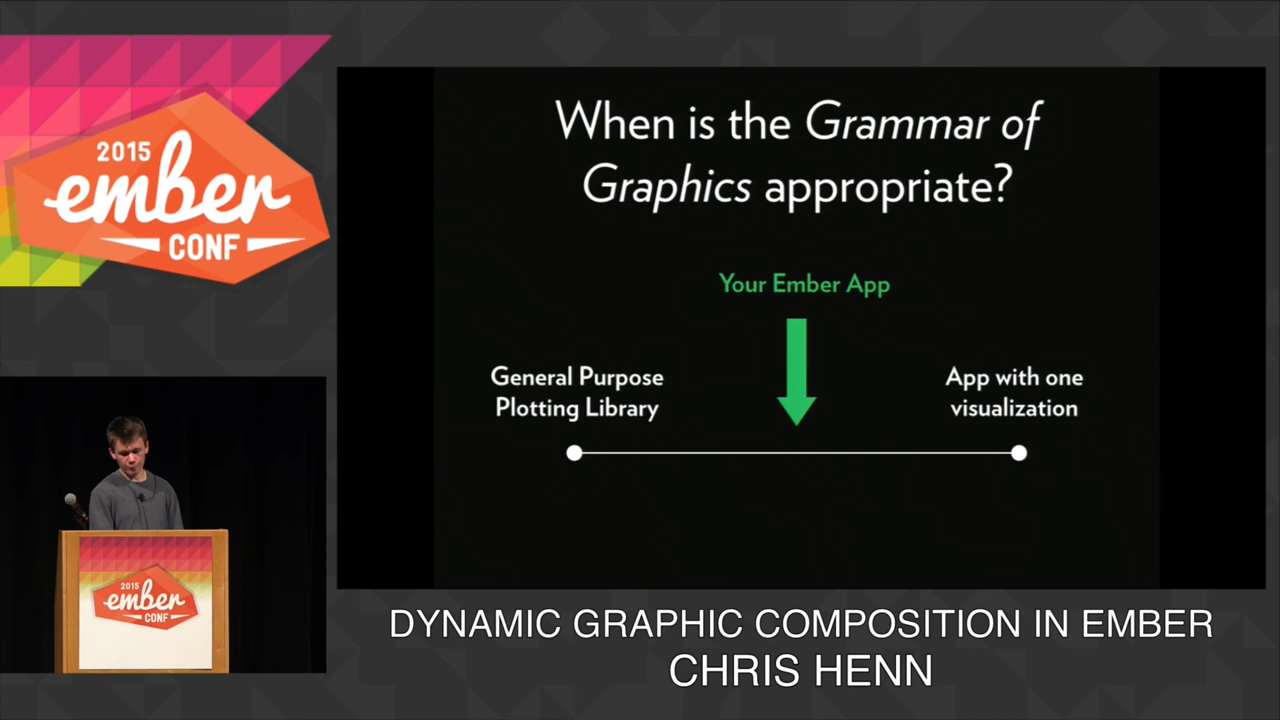 2015
ember
CONF
When is the Grammar of
Graphics appropriate?
Your Ember App
General Purpose
Plotting Library
App with one
visualization
2015
ember
CONF
DYNAMIC GRAPHIC COMPOSITION IN EMBER
CHRIS HENN